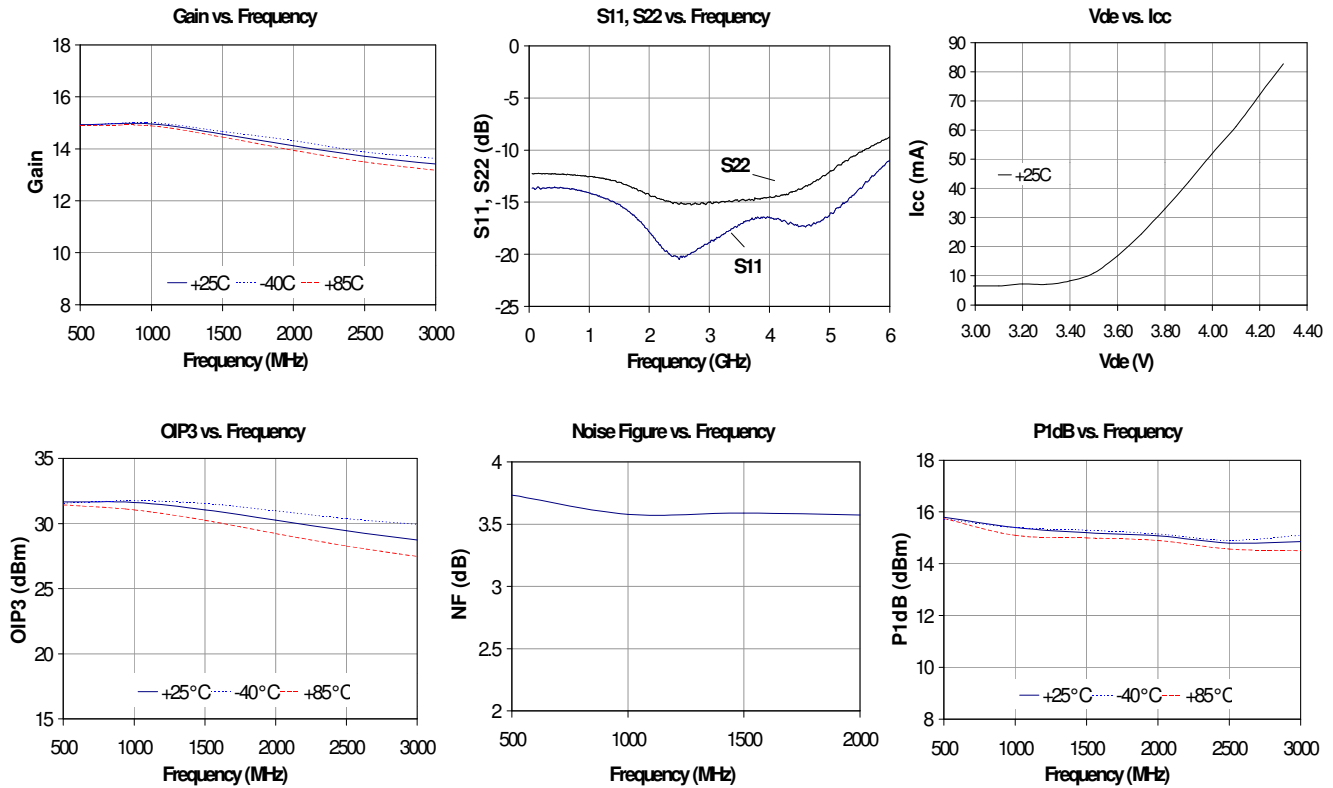 Gain vs. Frequency
18
16
14
12
10
8
Gain
+25C -40C +85C
500 1000 1500 2000 2500 3000
Frequency (MHz)
S11, S22 vs. Frequency
0
-5
-10
-15
-20
-25
S11, S22 (dB)
S22
S11
0 1 2 3 4 5 6
Frequency (GHz)
Vde vs. Icc
90
80
70
60
50
40
30
20
10
0
Icc (mA)
+25C
3.00 3.20 3.40 3.60 3.80 4.00 4.20 4.40
Vde (V)
OIP3 vs. Frequency
35
30
25
20
15
OIP3 (dBm)
+25°C -40°C +85°C
500 1000 1500 2000 2500 3000
Frequency (MHz)
Noise Figure vs. Frequency
4
3.5
3
2.5
2
NF (dB)
500 1000 1500 2000
Frequency (MHz)
P1dB vs. Frequency
18
16
14
12
10
8
P1dB (dBm)
+25°C -40°C +85°C
500 1000 1500 2000 2500 3000
Frequency (MHz)